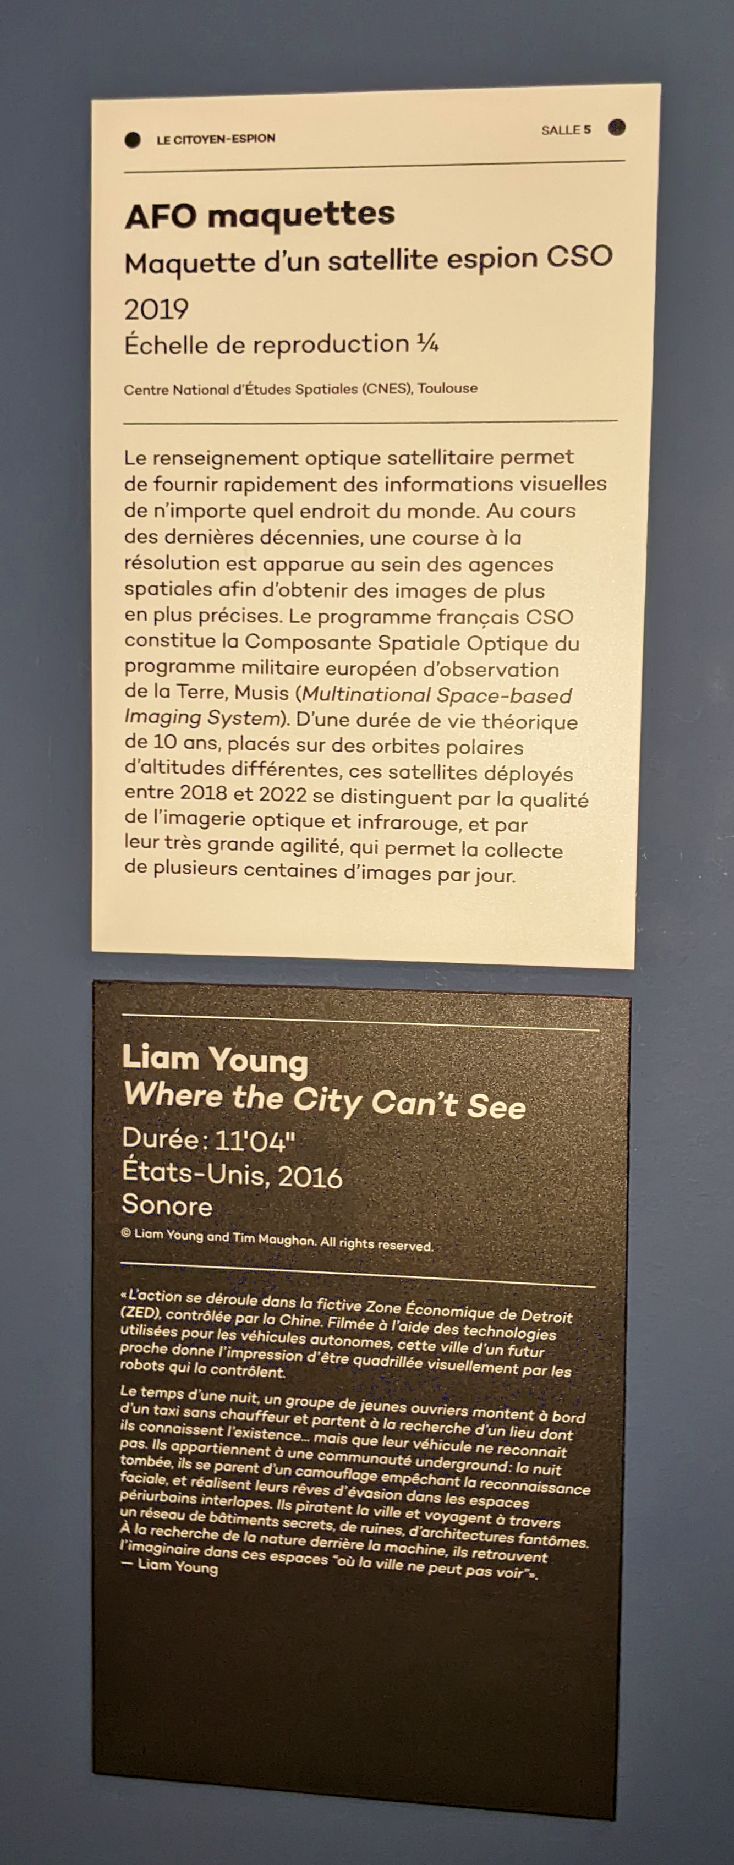 LE CITOYEN-ESPION
SALLE 5
AFO maquettes
Maquette d'un satellite espion CSO
2019
Échelle de reproduction ¼
Centre National d'Études Spatiales (CNES), Toulouse
Le renseignement optique satellitaire permet
de fournir rapidement des informations visuelles
de n'importe quel endroit du monde. Au cours
des dernières décennies, une course à la
résolution est apparue au sein des agences
spatiales afin d'obtenir des images de plus
en plus précises. Le programme français CSO
constitue la Composante Spatiale Optique du
programme militaire européen d'observation
de la Terre, Musis (Multinational Space-based
Imaging System). D'une durée de vie théorique
de 10 ans, placés sur des orbites polaires
d'altitudes différentes, ces satellites déployés
entre 2018 et 2022 se distinguent par la qualité
de l'imagerie optique et infrarouge, et par
leur très grande agilité, qui permet la collecte
de plusieurs centaines d'images par jour.
Liam Young
Where the City Can't See
Durée : 11'04"
États-Unis, 2016
Sonore
© Liam Young and Tim Maughan. All rights reserved.
« L'action se déroule dans la fictive Zone Économique de Detroit
(ZED), contrôlée par la Chine. Filmée à l'aide des technologies
utilisées pour les véhicules autonomes, cette ville d'un futur
proche donne l'impression d'être quadrillée visuellement par les
robots qui la contrôlent.
Le temps d'une nuit, un groupe de jeunes ouvriers montent à bord
d'un taxi sans chauffeur et partent à la recherche d'un lieu dont
ils connaissent l'existence... mais que leur véhicule ne reconnait
pas. Ils appartiennent à une communauté underground : la nuit
tombée, ils se parent d'un camouflage empêchant la reconnaissance
faciale, et réalisent leurs rêves d'évasion dans les espaces
périurbains interlopes. Ils piratent la ville et voyagent à travers
un réseau de bâtiments secrets, de ruines, d'architectures fantômes.
À la recherche de la nature derrière la machine, ils retrouvent
l'imaginaire dans ces espaces "où la ville ne peut pas voir"».
— Liam Young